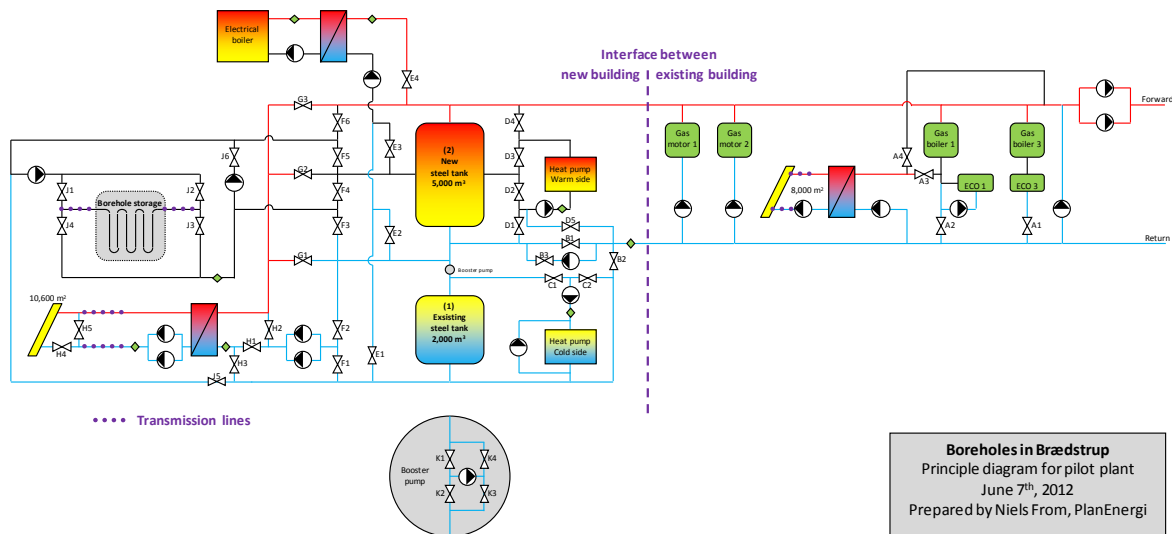 Electrical
boiler
E4
Interface between
new building
existing building
G3
F6
D4
Forward
J6
F5
E3
(2)
New
steel tank
5,000 m³
D3
Heat pump
Warm side
Gas
motor 1
Gas
motor 2
A4
Gas
boiler 1
Gas
boiler 3
J1
J2
G2
F4
D2
8,000 m²
A3
ECO 1
ECO 3
Borehole storage
J4
J3
F3
E2
D1
D5
B1
A2
A1
Return
G1
B3
B2
Booster pump
C1
C2
10,600 m²
(1)
Exsisting
steel tank
2,000 m³
H5
H2
F2
H4
H1
E1
Heat pump
Cold side
H3
F1
J5
Transmission lines
Booster
pump
K1
K4
K2
K3
Boreholes in Brædstrup
Principle diagram for pilot plant
June 7th, 2012
Prepared by Niels From, PlanEnergi